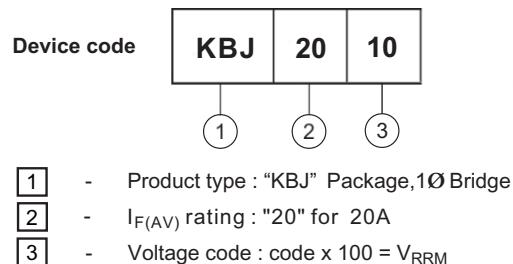 Device code KBJ 20 10
1 2 3
1 - Product type : "KBJ" Package,1Ø Bridge
2 - IF(AV) rating : "20" for 20A
3 - Voltage code : code x 100 = VRRM